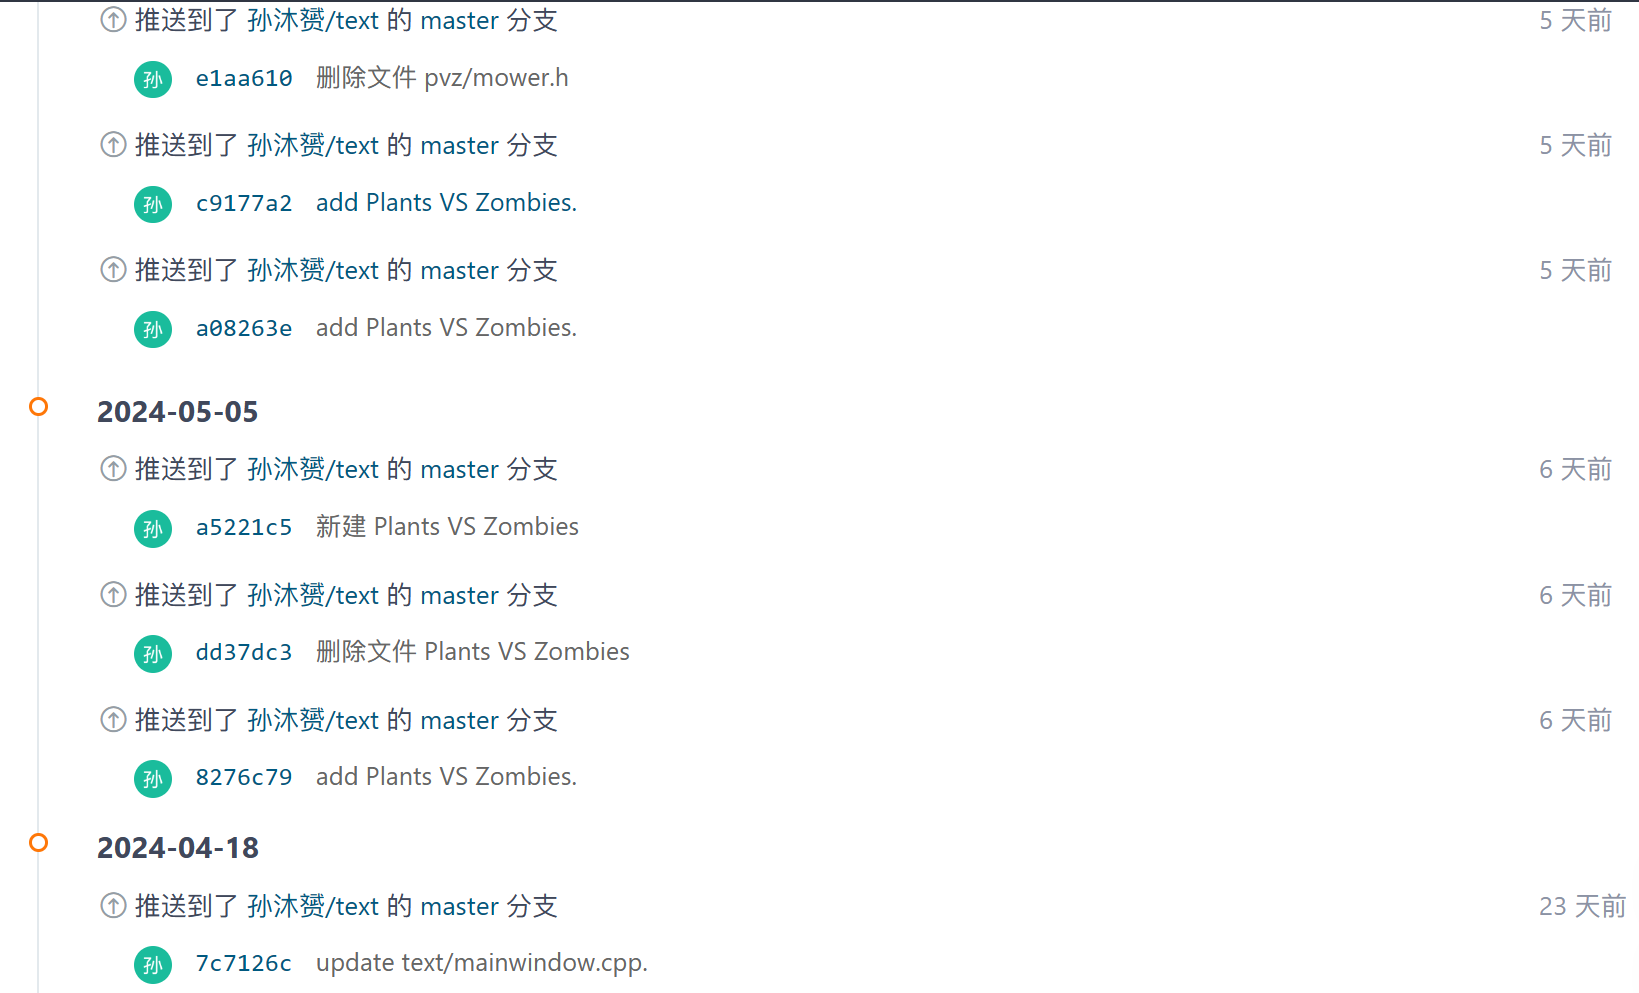 推送到了 孙沐赟/text 的 master 分支 5 天前
孙 e1aa610 删除文件 pvz/mower.h
推送到了 孙沐赟/text 的 master 分支 5 天前
孙 c9177a2 add Plants VS Zombies.
推送到了 孙沐赟/text 的 master 分支 5 天前
孙 a08263e add Plants VS Zombies.
2024-05-05
推送到了 孙沐赟/text 的 master 分支 6 天前
孙 a5221c5 新建 Plants VS Zombies
推送到了 孙沐赟/text 的 master 分支 6 天前
孙 dd37dc3 删除文件 Plants VS Zombies
推送到了 孙沐赟/text 的 master 分支 6 天前
孙 8276c79 add Plants VS Zombies.
2024-04-18
推送到了 孙沐赟/text 的 master 分支 23 天前
孙 7c7126c update text/mainwindow.cpp.